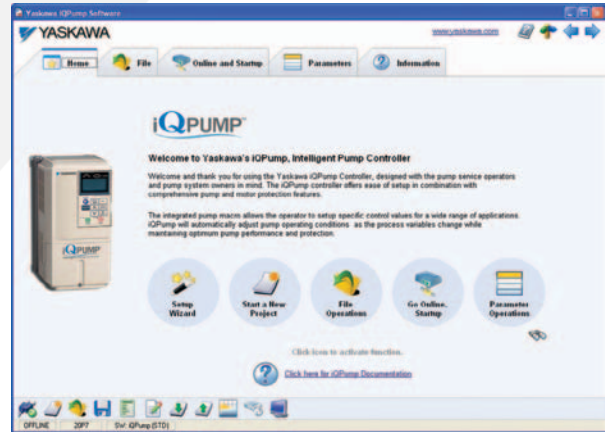 Yaskawa iQPump Software
YASKAWA
www.yaskawa.com
Home File Online and Startup Parameters Information
iQPUMP™
Welcome to Yaskawa's iQPump, Intelligent Pump Controller
Welcome and thank you for using the Yaskawa iQPump Controller, designed with the pump service operators
and pump system owners in mind. The iQPump controller offers ease of setup in combination with
comprehensive pump and motor protection features.
The integrated pump macro allows the operator to setup specific control values for a wide range of applications.
iQPump will automatically adjust pump operating conditions as the process variables change while
maintaining optimum pump performance and protection.
iQPUMP
Setup
Wizard
Start a New
Project
File
Operations
Go Online,
Startup
Parameter
Operations
Click icon to activate function.
Click here for iQPump Documentation
OFFLINE 20P7 SW: iQPump (STD)